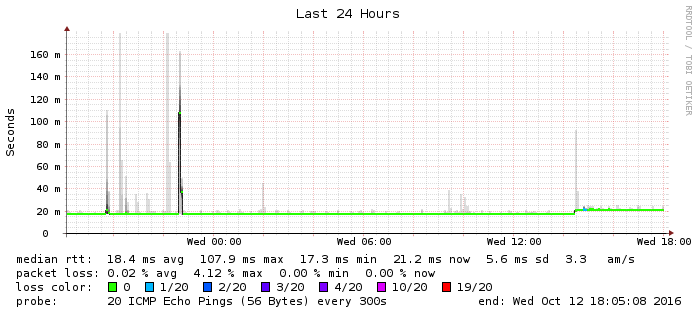 Last 24 Hours
RRDTOOL / TOBI OETIKER
Seconds
160 m
140 m
120 m
100 m
80 m
60 m
40 m
20 m
0
Wed 00:00 Wed 06:00 Wed 12:00 Wed 18:00
median rtt: 18.4 ms avg 107.9 ms max 17.3 ms min 21.2 ms now 5.6 ms sd 3.3 am/s
packet loss: 0.02 % avg 4.12 % max 0.00 % min 0.00 % now
loss color: 0 1/20 2/20 3/20 4/20 10/20 19/20
probe: 20 ICMP Echo Pings (56 Bytes) every 300s end: Wed Oct 12 18:05:08 2016